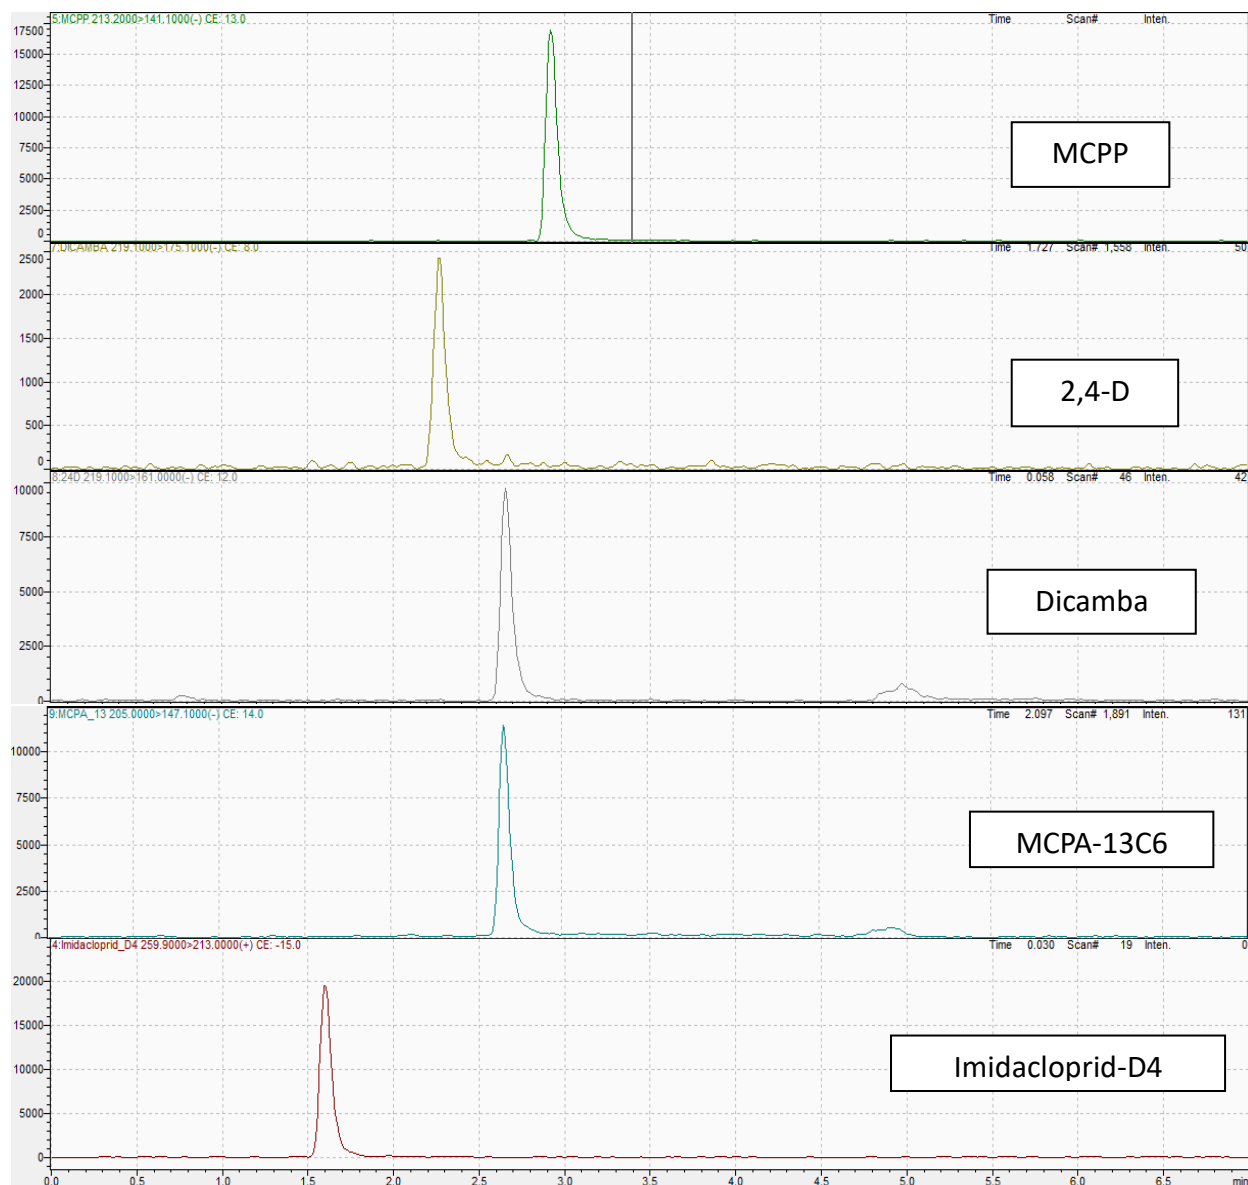 5:MCPP 213.2000>141.1000(-) CE: 13.0 Time Scan# Inten.
17500
15000
12500
10000
7500
5000
2500
0
MCPP
7:DICAMBA 219.1000>175.1000(-) CE: 8.0 Time 1.727 Scan# 1,558 Inten. 50
2500
2000
1500
1000
500
0
2,4-D
8:24D 219.1000>161.0000(-) CE: 12.0 Time 0.058 Scan# 46 Inten. 42
10000
7500
5000
2500
0
Dicamba
9:MCPA_13 205.0000>147.1000(-) CE: 14.0 Time 2.097 Scan# 1,891 Inten. 131
10000
7500
5000
2500
0
MCPA-13C6
4:Imidacloprid_D4 259.9000>213.0000(+) CE: -15.0 Time 0.030 Scan# 19 Inten. 0
20000
15000
10000
5000
0
Imidacloprid-D4
0.0 0.5 1.0 1.5 2.0 2.5 3.0 3.5 4.0 4.5 5.0 5.5 6.0 6.5 min